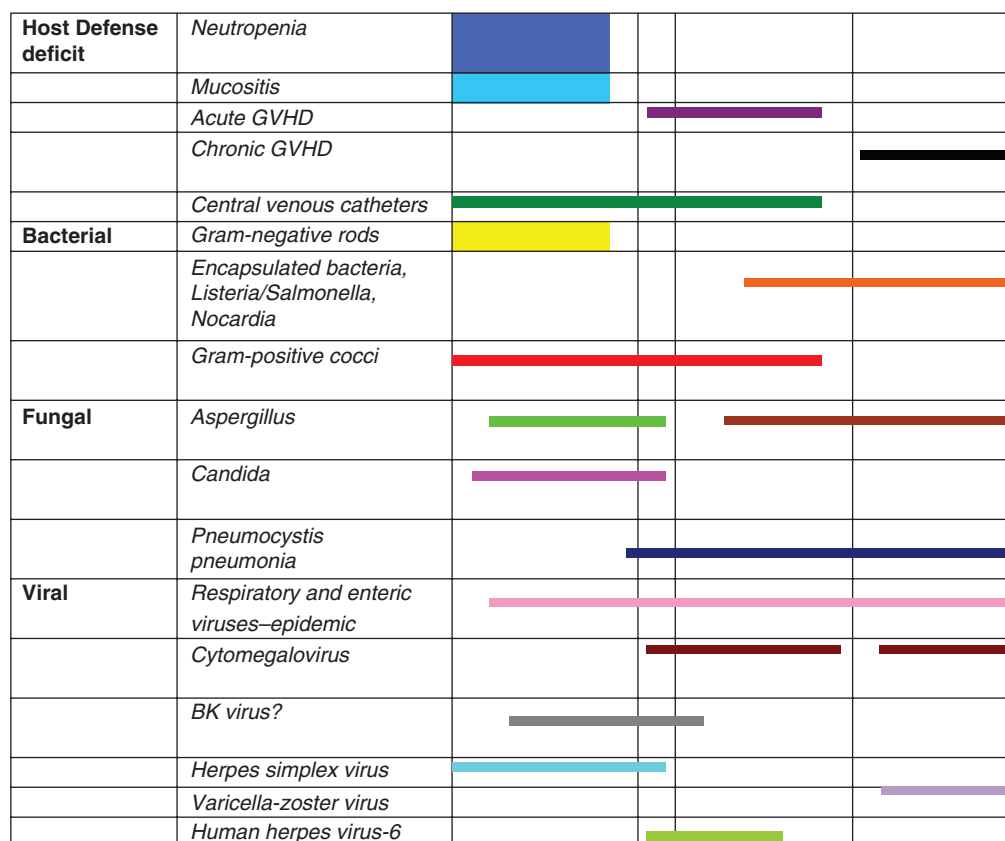 Host Defense
deficit
Neutropenia
Mucositis
Acute GVHD
Chronic GVHD
Central venous catheters
Bacterial
Gram-negative rods
Encapsulated bacteria,
Listeria/Salmonella,
Nocardia
Gram-positive cocci
Fungal
Aspergillus
Candida
Pneumocystis
pneumonia
Viral
Respiratory and enteric
viruses–epidemic
Cytomegalovirus
BK virus?
Herpes simplex virus
Varicella-zoster virus
Human herpes virus-6